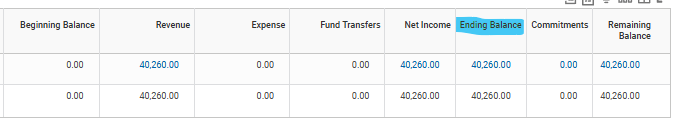 Beginning Balance Revenue Expense Fund Transfers Net Income Ending Balance Commitments Remaining
Balance
0.00 40,260.00 0.00 0.00 40,260.00 40,260.00 0.00 40,260.00
0.00 40,260.00 0.00 0.00 40,260.00 40,260.00 0.00 40,260.00